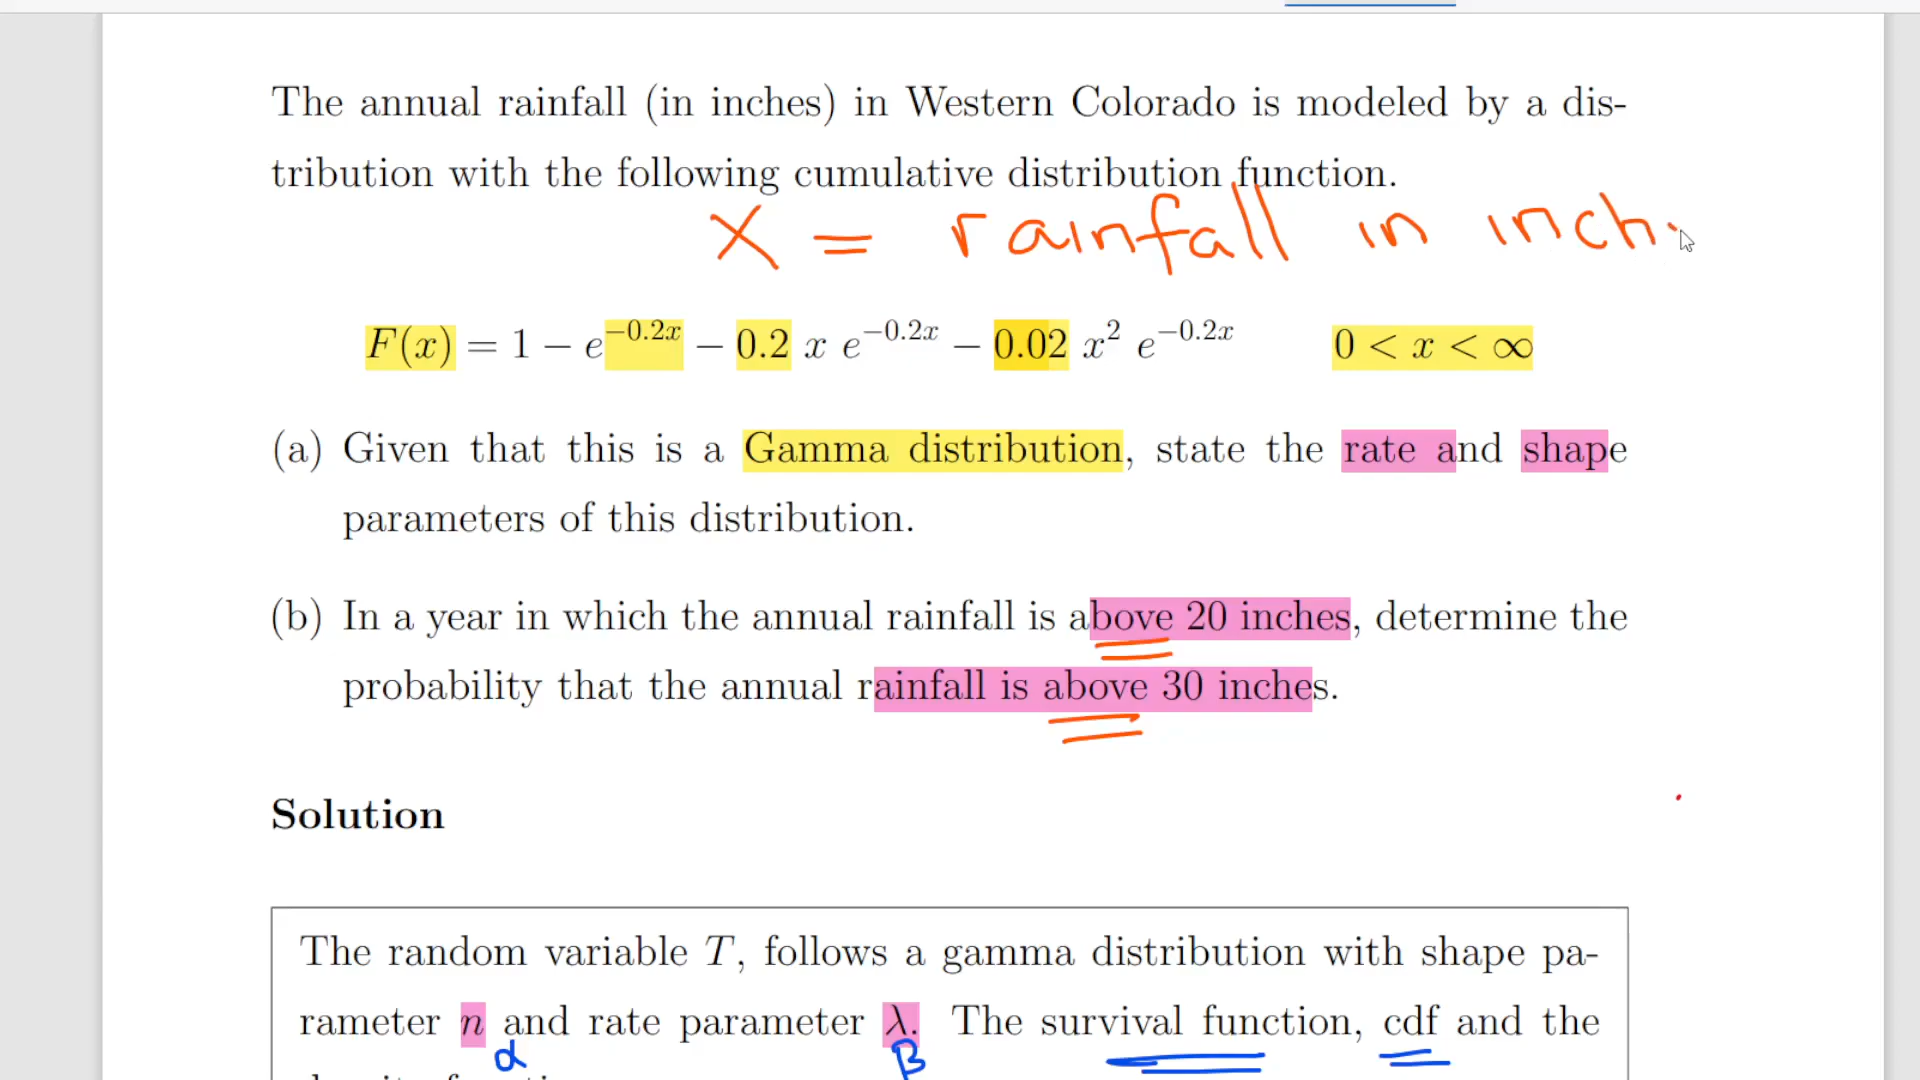 The annual rainfall (in inches) in Western Colorado is modeled by a dis-
tribution with the following cumulative distribution function.
X = rainfall in inch
F(x) = 1 − e^{−0.2x} − 0.2 x e^{−0.2x} − 0.02 x² e^{−0.2x} 0 < x < ∞
(a) Given that this is a Gamma distribution, state the rate and shape
parameters of this distribution.
(b) In a year in which the annual rainfall is above 20 inches, determine the
probability that the annual rainfall is above 30 inches.
Solution
The random variable T, follows a gamma distribution with shape pa-
rameter n and rate parameter λ. The survival function, cdf and the
α β